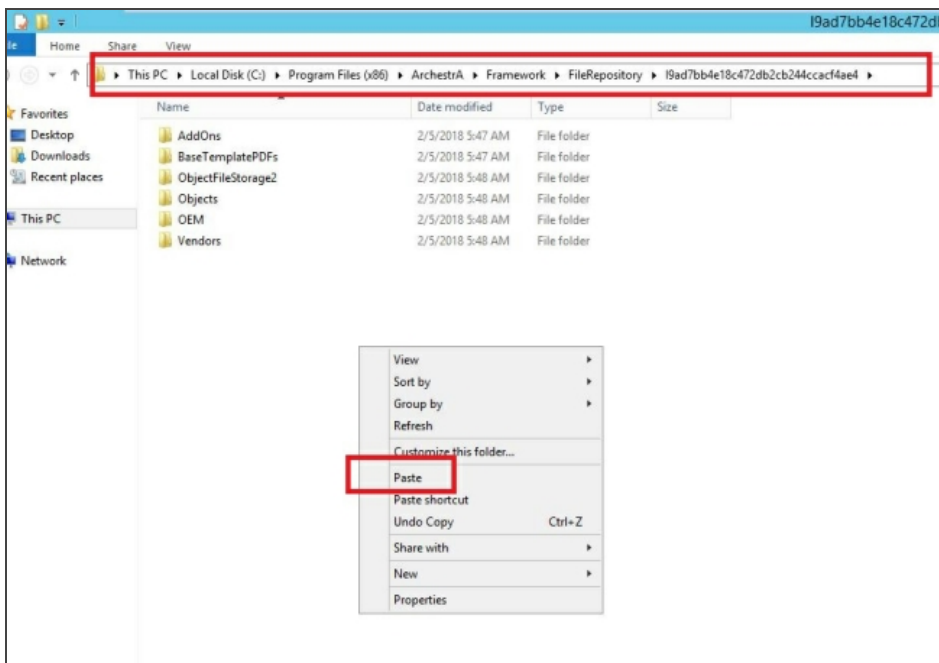 I9ad7bb4e18c472d
Home Share View
This PC Local Disk (C:) Program Files (x86) ArchestrA Framework FileRepository I9ad7bb4e18c472db2cb244ccacf4ae4
Name Date modified Type Size
Favorites
Desktop
Downloads
Recent places
This PC
Network
AddOns 2/5/2018 5:47 AM File folder
BaseTemplatePDFs 2/5/2018 5:47 AM File folder
ObjectFileStorage2 2/5/2018 5:48 AM File folder
Objects 2/5/2018 5:48 AM File folder
OEM 2/5/2018 5:48 AM File folder
Vendors 2/5/2018 5:48 AM File folder
View
Sort by
Group by
Refresh
Customize this folder...
Paste
Paste shortcut
Undo Copy Ctrl+Z
Share with
New
Properties